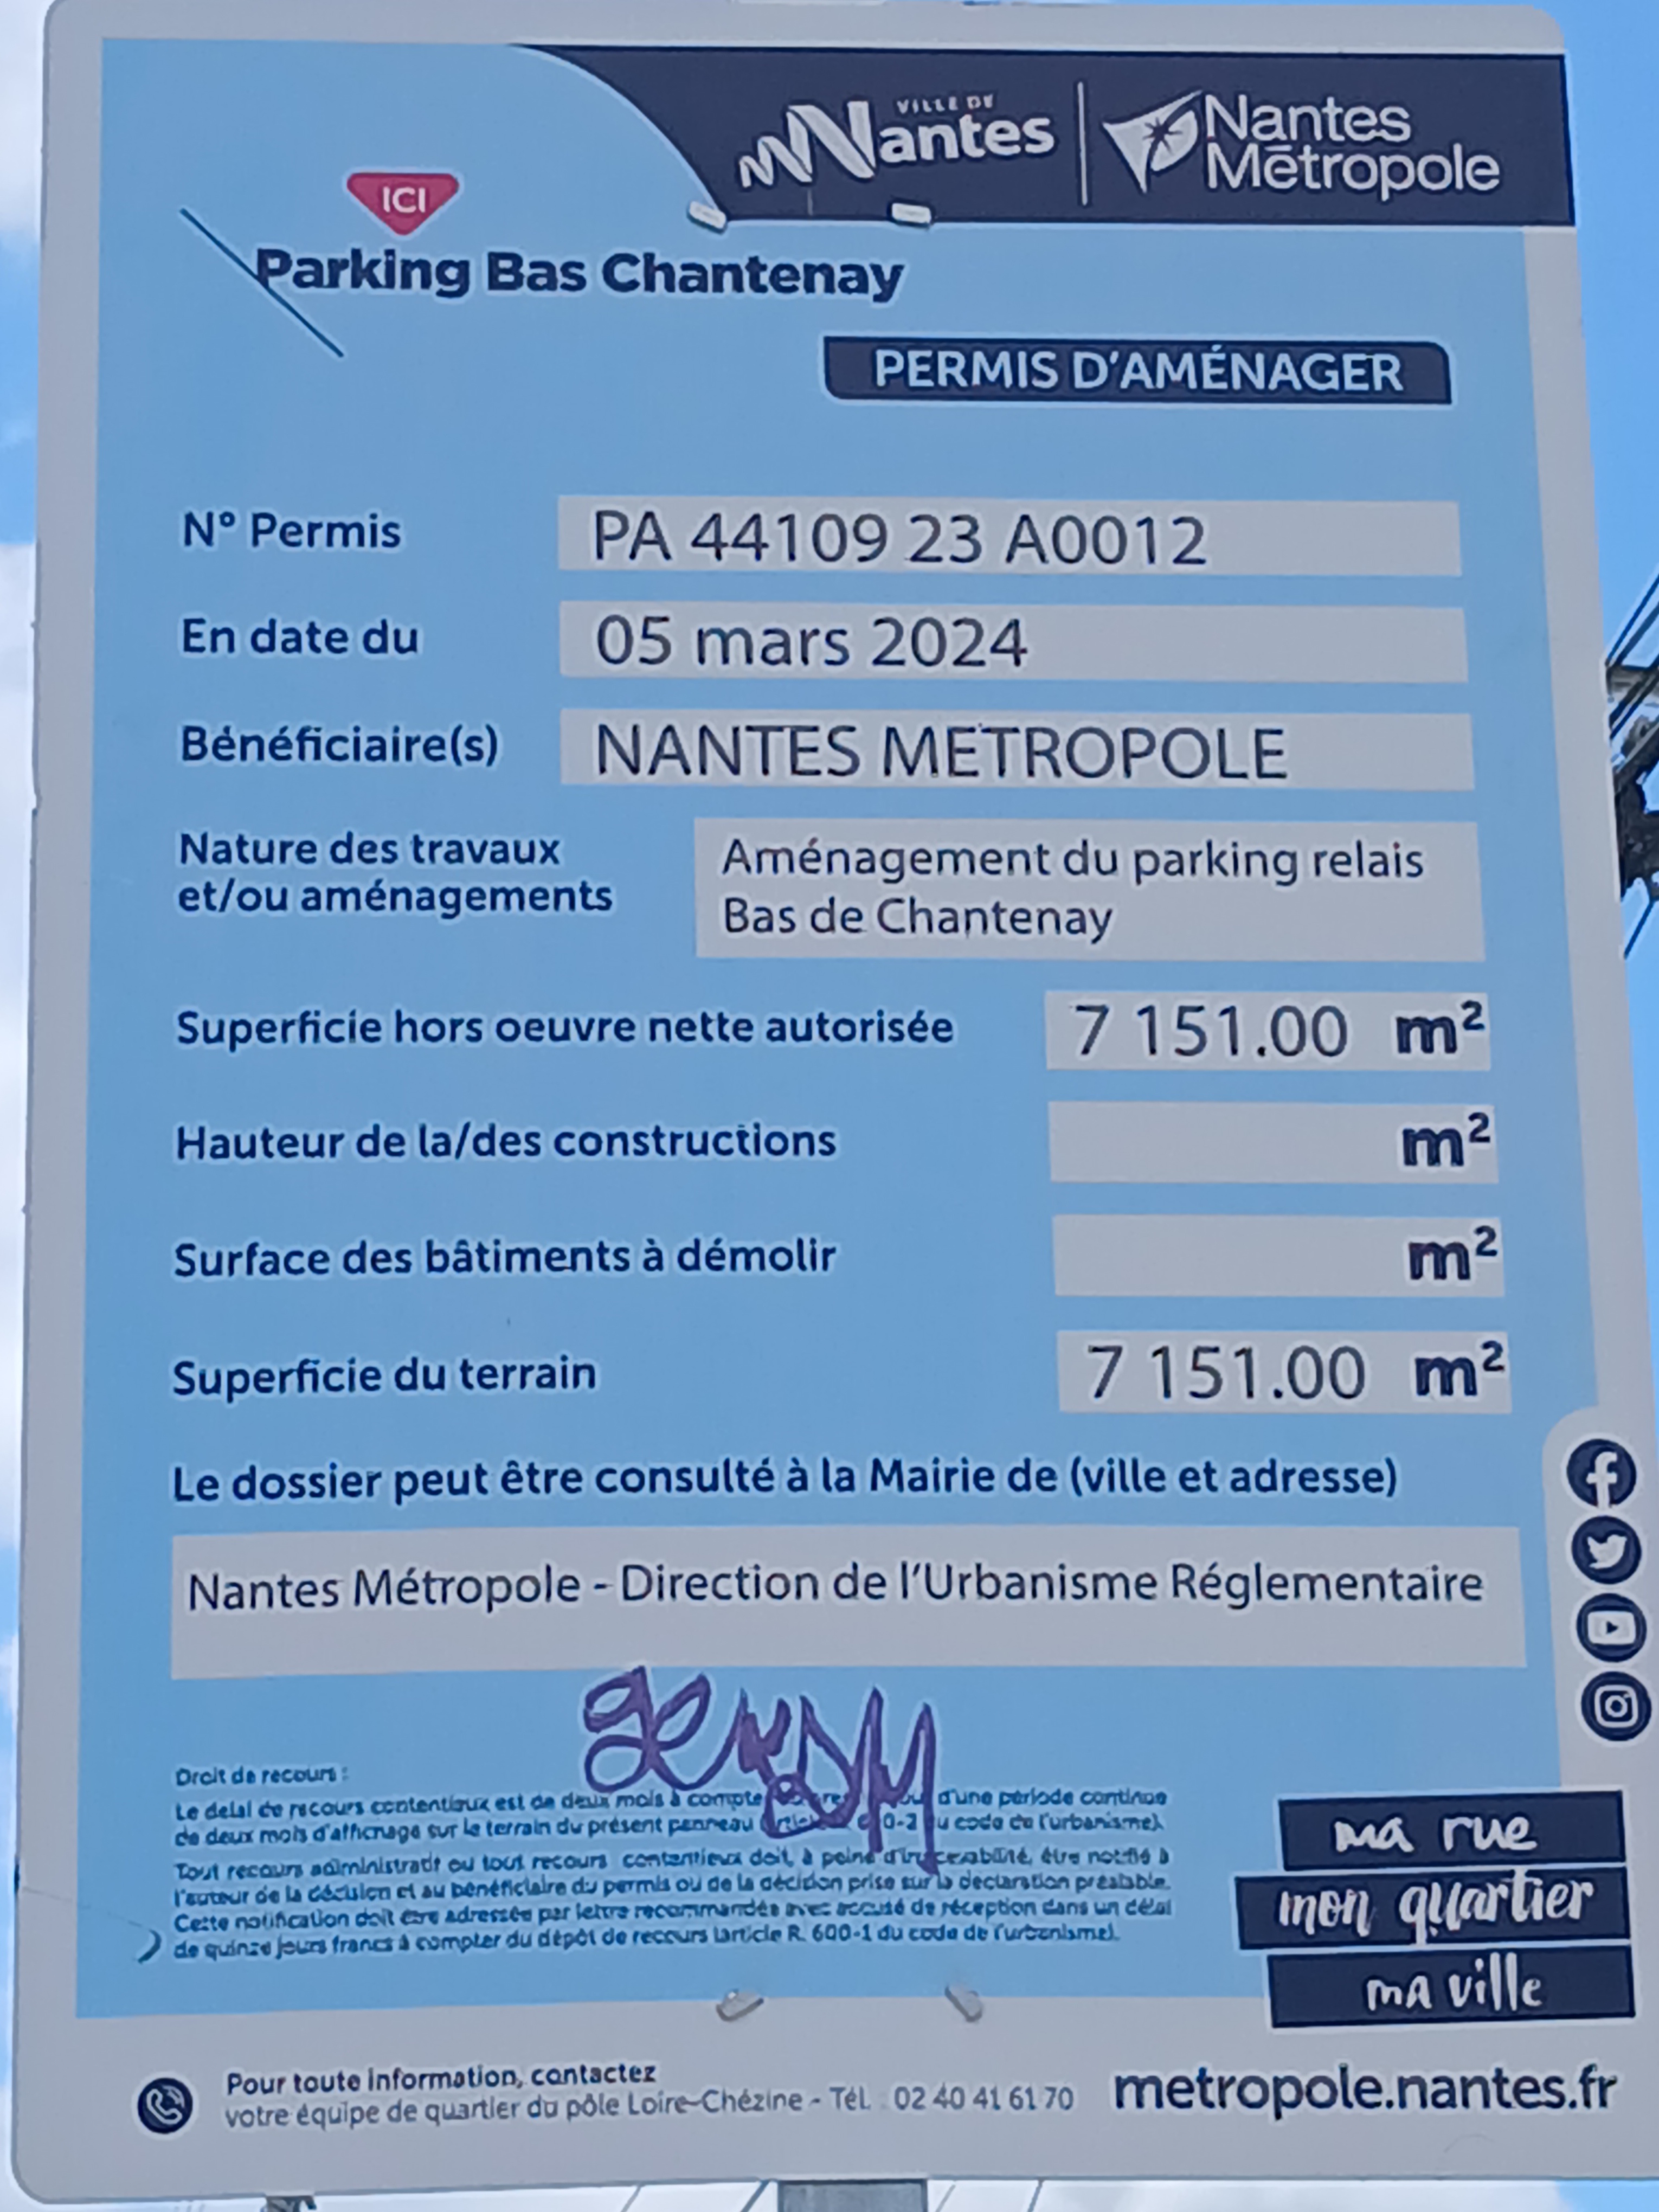 VILLE DE
Nantes
Nantes
Métropole
ICI
Parking Bas Chantenay
PERMIS D'AMÉNAGER
N° Permis PA 44109 23 A0012
En date du 05 mars 2024
Bénéficiaire(s) NANTES METROPOLE
Nature des travaux
et/ou aménagements
Aménagement du parking relais
Bas de Chantenay
Superficie hors oeuvre nette autorisée 7 151.00 m²
Hauteur de la/des constructions m²
Surface des bâtiments à démolir m²
Superficie du terrain 7 151.00 m²
Le dossier peut être consulté à la Mairie de (ville et adresse)
Nantes Métropole - Direction de l'Urbanisme Réglementaire
Droit de recours :
Le délai de recours contentieux est de deux mois à compter d'une période continue
de deux mois d'affichage sur le terrain du présent panneau code de l'urbanisme).
Tout recours administratif ou tout recours contentieux doit, à peine d'irrecevabilité, être notifié à
l'auteur de la décision et au bénéficiaire du permis ou de la décision prise sur la déclaration préalable.
Cette notification doit être adressée par lettre recommandée avec accusé de réception dans un délai
de quinze jours francs à compter du dépôt de recours (article R. 600-1 du code de l'urbanisme).
ma rue
mon quartier
ma ville
Pour toute information, contactez
votre équipe de quartier du pôle Loire-Chézine - Tél. : 02 40 41 61 70
metropole.nantes.fr